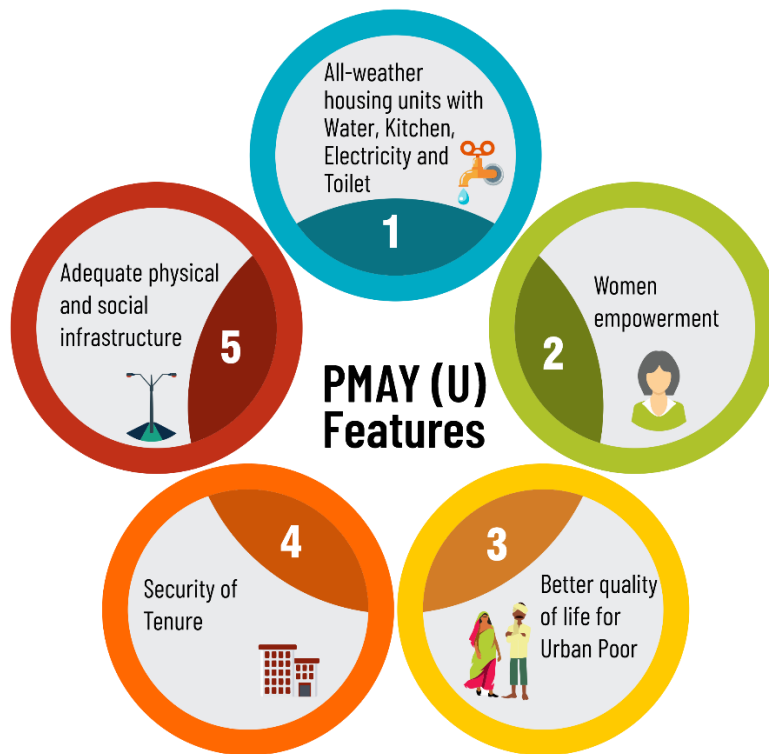 All-weather
housing units with
Water, Kitchen,
Electricity and
Toilet
1
Women
empowerment
2
3
Better quality
of life for
Urban Poor
4
Security of
Tenure
Adequate physical
and social
infrastructure
5
PMAY (U)
Features